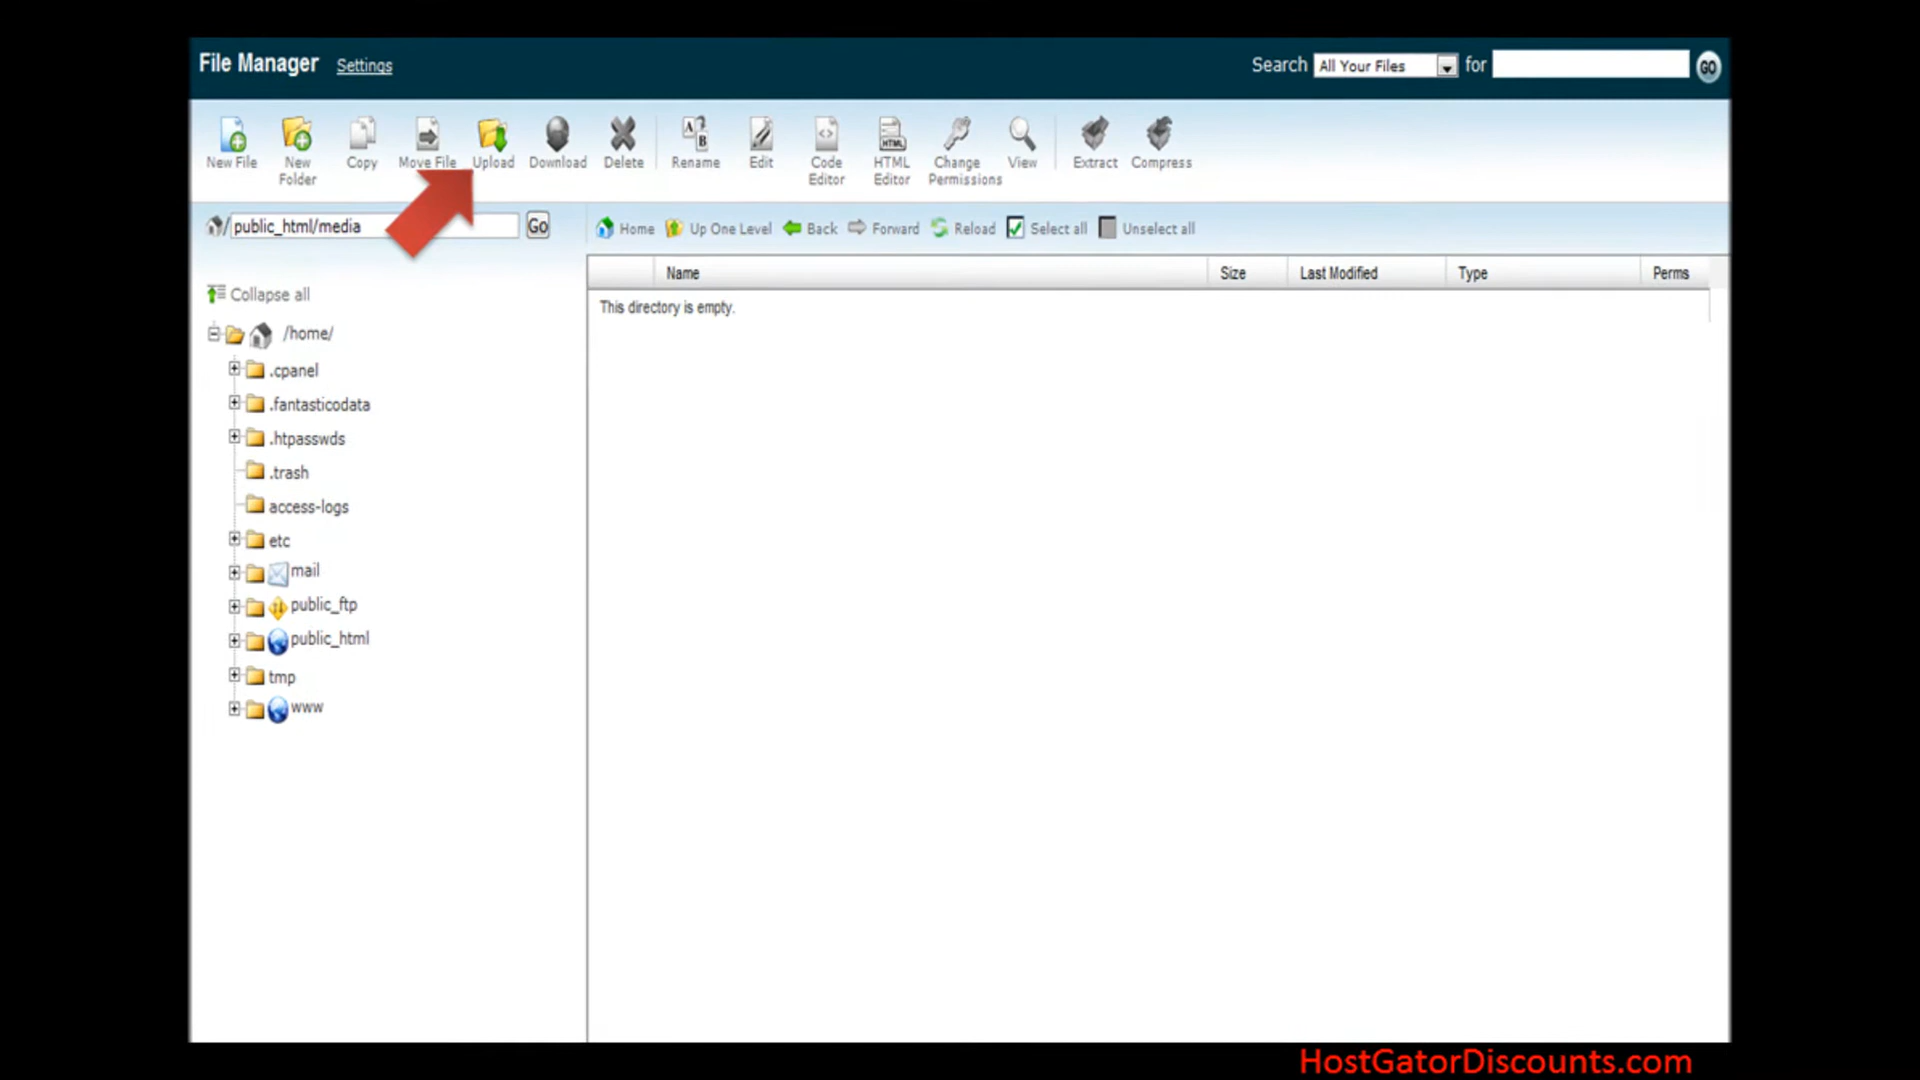 File Manager Settings Search All Your Files for GO
New File New Folder Copy Move File Upload Download Delete Rename Edit Code Editor HTML Editor Change Permissions View Extract Compress
/ public_html/media Go Home Up One Level Back Forward Reload Select all Unselect all
Name Size Last Modified Type Perms
This directory is empty.
Collapse all
/home/
.cpanel
.fantasticodata
.htpasswds
.trash
access-logs
etc
mail
public_ftp
public_html
tmp
www
HostGatorDiscounts.com